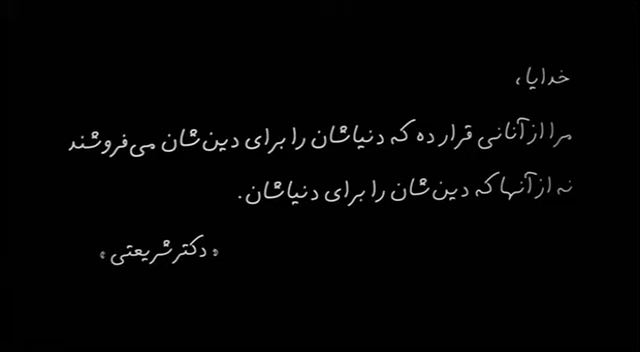 خدایا،
مرا از آنانی قرار ده که دنیاشان را برای دین‌شان می‌فروشند
نه از آنها که دین‌شان را برای دنیاشان.
«دکتر شریعتی»